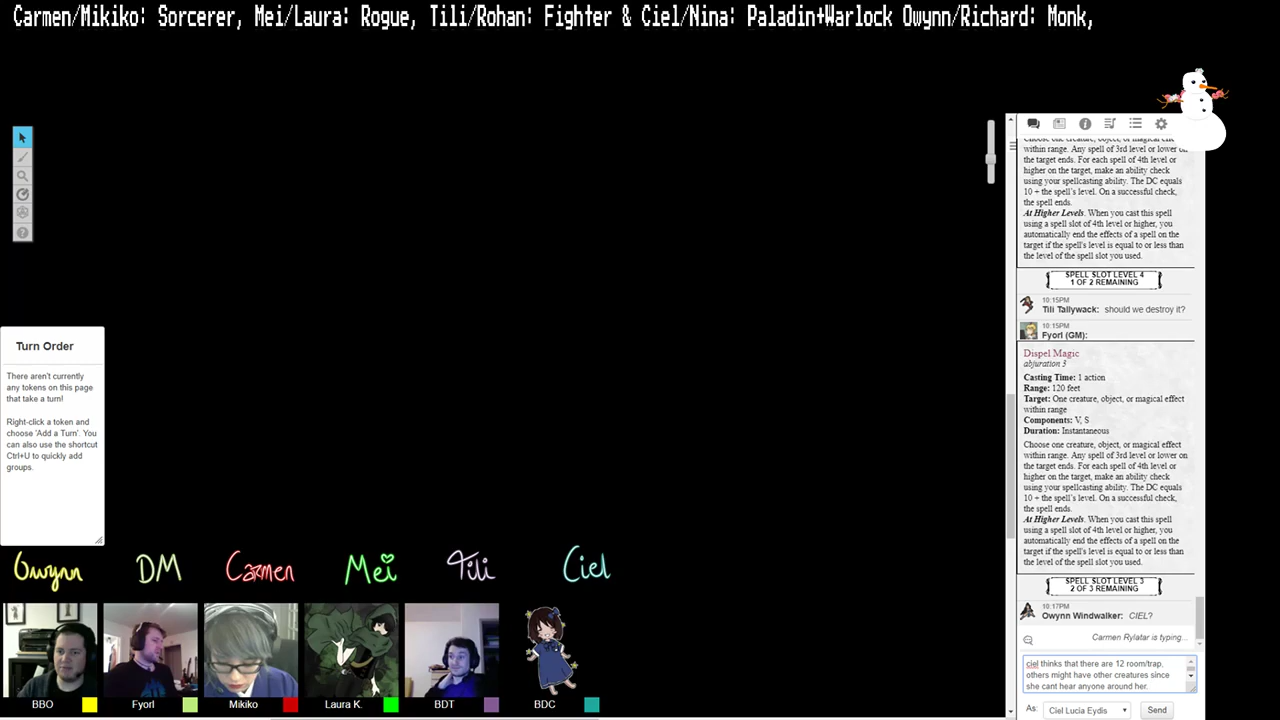 Carmen/Mikiko: Sorcerer, Mei/Laura: Rogue, Tili/Rohan: Fighter & Ciel/Nina: Paladin+Warlock Owynn/Richard: Monk,
within range. Any spell of 3rd level or lower on
the target ends. For each spell of 4th level or
higher on the target, make an ability check
using your spellcasting ability. The DC equals
10 + the spell's level. On a successful check,
the spell ends.
At Higher Levels. When you cast this spell
using a spell slot of 4th level or higher, you
automatically end the effects of a spell on the
target if the spell's level is equal to or less than
the level of the spell slot you used.
SPELL SLOT LEVEL 4
1 OF 2 REMAINING
10:15PM
Tili Tallywack: should we destroy it?
10:15PM
Fyorl (GM):
Dispel Magic
abjuration 3
Casting Time: 1 action
Range: 120 feet
Target: One creature, object, or magical effect
within range
Components: V, S
Duration: Instantaneous
Choose one creature, object, or magical effect
within range. Any spell of 3rd level or lower on
the target ends. For each spell of 4th level or
higher on the target, make an ability check
using your spellcasting ability. The DC equals
10 + the spell's level. On a successful check,
the spell ends.
At Higher Levels. When you cast this spell
using a spell slot of 4th level or higher, you
automatically end the effects of a spell on the
target if the spell's level is equal to or less than
the level of the spell slot you used.
SPELL SLOT LEVEL 3
2 OF 3 REMAINING
10:17PM
Owynn Windwalker: CIEL?
Carmen Rylatar is typing...
ciel thinks that there are 12 room/trap,
others might have other creatures since
she cant hear anyone around her.
As: Ciel Lucia Eydis Send
Turn Order
There aren't currently
any tokens on this page
that take a turn!
Right-click a token and
choose 'Add a Turn'. You
can also use the shortcut
Ctrl+U to quickly add
groups.
Owynn DM Carmen Mei Tili Ciel
BBO Fyorl Mikiko Laura K. BDT BDC